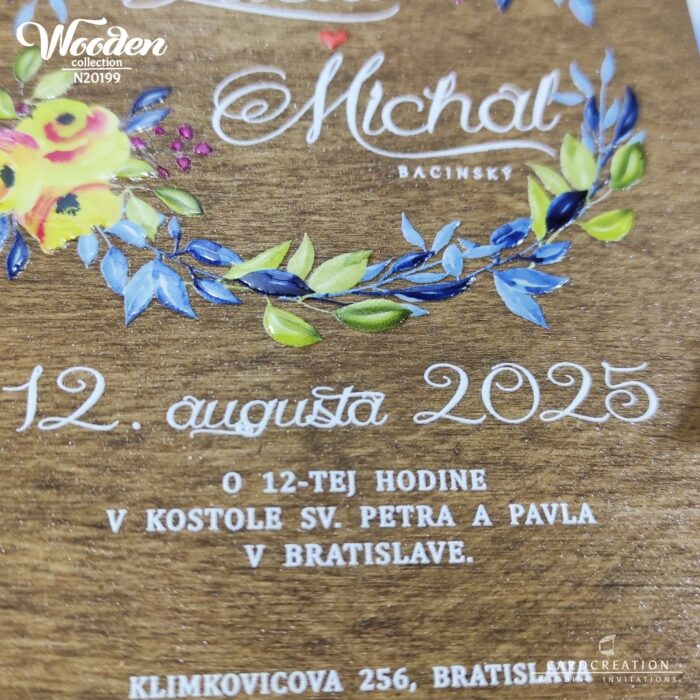 Wooden
collection
N20199
Michal
BACINSKÝ
12. augusta 2025
O 12-TEJ HODINE
V KOSTOLE SV. PETRA A PAVLA
V BRATISLAVE.
KLIMKOVICOVA 256,
CARDCREATION
WEDDING INVITATIONS